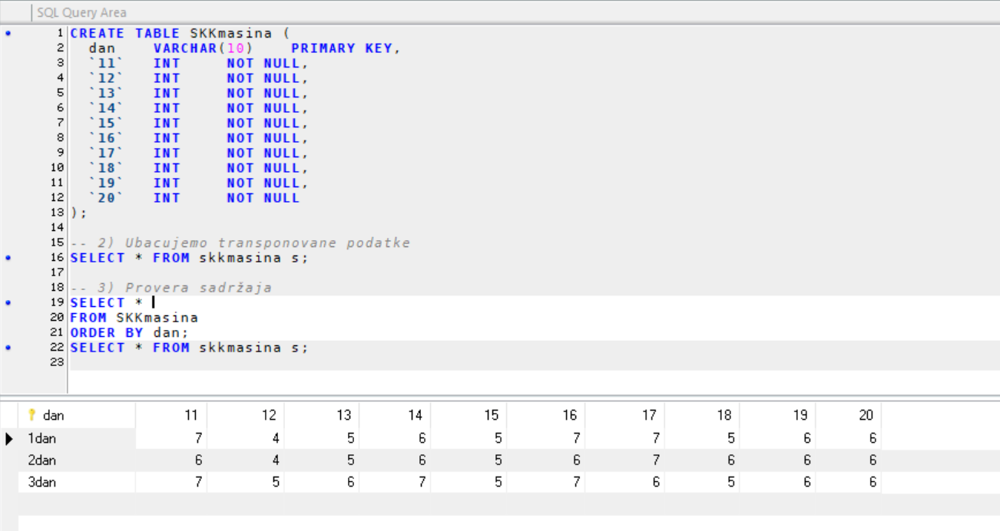 SQL Query Area
1 CREATE TABLE SKKmasina (
2 dan VARCHAR(10) PRIMARY KEY,
3 `11` INT NOT NULL,
4 `12` INT NOT NULL,
5 `13` INT NOT NULL,
6 `14` INT NOT NULL,
7 `15` INT NOT NULL,
8 `16` INT NOT NULL,
9 `17` INT NOT NULL,
10 `18` INT NOT NULL,
11 `19` INT NOT NULL,
12 `20` INT NOT NULL
13 );
14
15 -- 2) Ubacujemo transponovane podatke
16 SELECT * FROM skkmasina s;
17
18 -- 3) Provera sadržaja
19 SELECT *
20 FROM SKKmasina
21 ORDER BY dan;
22 SELECT * FROM skkmasina s;
23
dan 11 12 13 14 15 16 17 18 19 20
1dan 7 4 5 6 5 7 7 5 6 6
2dan 6 4 5 6 5 6 7 6 6 6
3dan 7 5 6 7 5 7 6 5 6 6